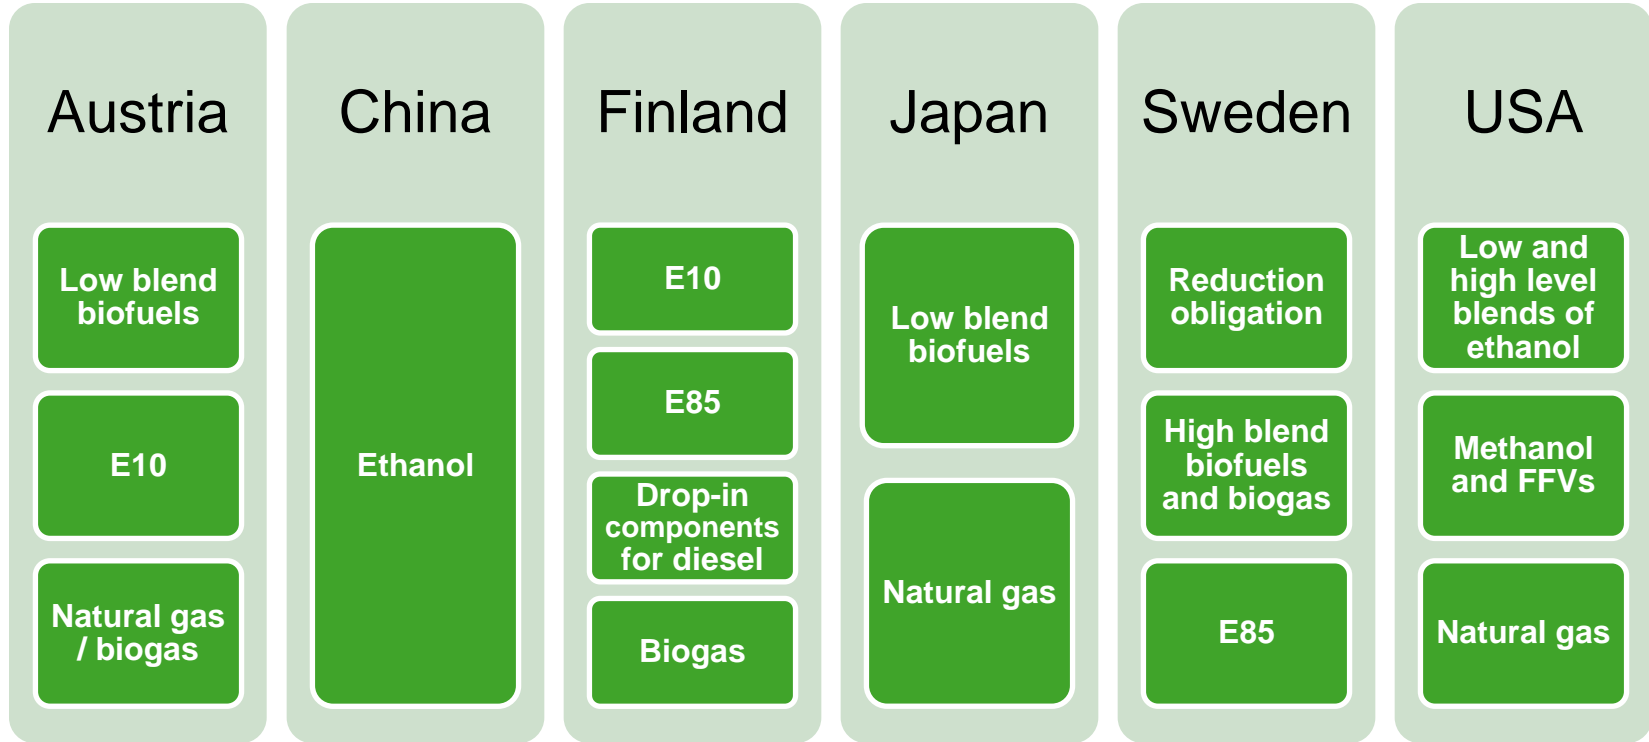 Austria
Low blend
biofuels
E10
Natural gas
/ biogas
China
Ethanol
Finland
E10
E85
Drop-in
components
for diesel
Biogas
Japan
Low blend
biofuels
Natural gas
Sweden
Reduction
obligation
High blend
biofuels
and biogas
E85
USA
Low and
high level
blends of
ethanol
Methanol
and FFVs
Natural gas